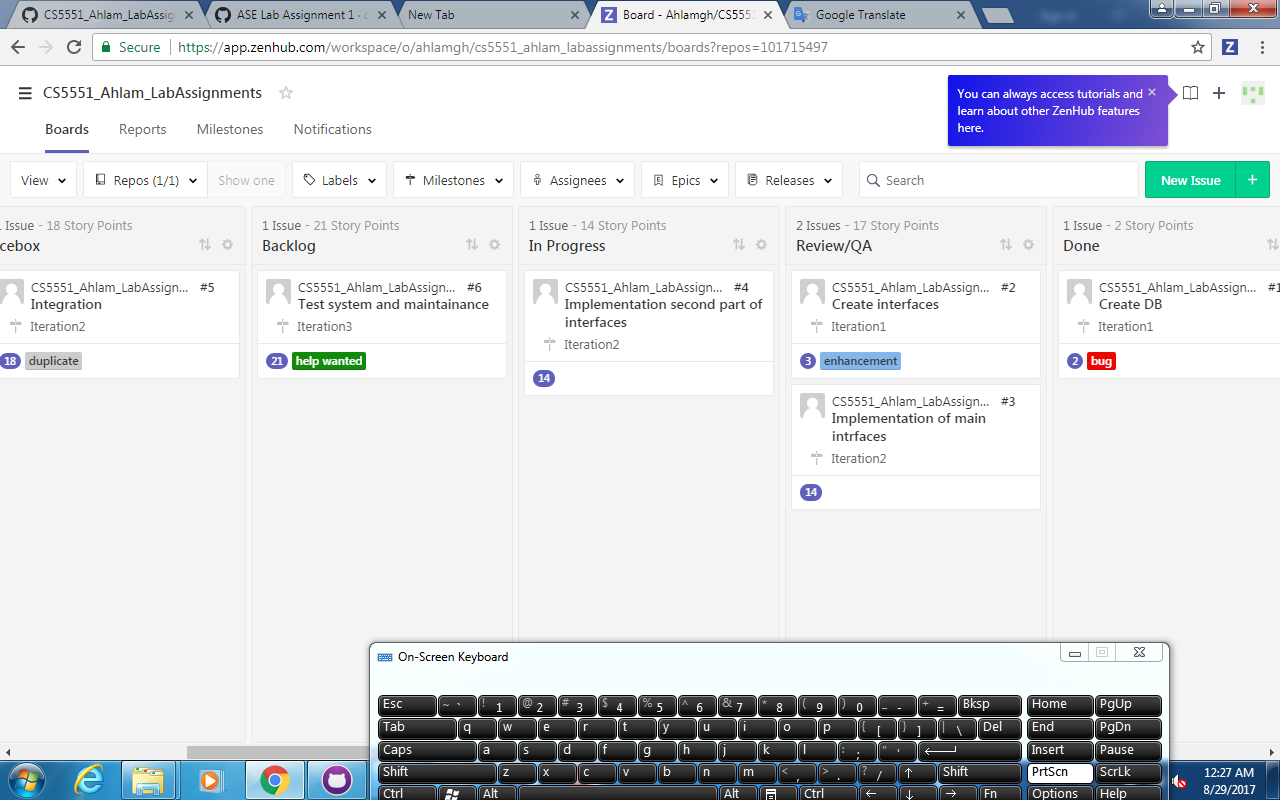 CS5551_Ahlam_LabAssign
ASE Lab Assignment 1 ·
New Tab
Board - Ahlamgh/CS5551
Google Translate
Secure
https://app.zenhub.com/workspace/o/ahlamgh/cs5551_ahlam_labassignments/boards?repos=101715497
Z
CS5551_Ahlam_LabAssignments
You can always access tutorials and
learn about other ZenHub features
here.
Boards
Reports
Milestones
Notifications
View
Repos (1/1)
Show one
Labels
Milestones
Assignees
Epics
Releases
Search
New Issue
+
1 Issue - 18 Story Points
cebox
CS5551_Ahlam_LabAssign... #5
Integration
Iteration2
18 duplicate
1 Issue - 21 Story Points
Backlog
CS5551_Ahlam_LabAssign... #6
Test system and maintainance
Iteration3
21 help wanted
1 Issue - 14 Story Points
In Progress
CS5551_Ahlam_LabAssign... #4
Implementation second part of
interfaces
Iteration2
14
2 Issues - 17 Story Points
Review/QA
CS5551_Ahlam_LabAssign... #2
Create interfaces
Iteration1
3 enhancement
CS5551_Ahlam_LabAssign... #3
Implementation of main
intrfaces
Iteration2
14
1 Issue - 2 Story Points
Done
CS5551_Ahlam_LabAssign... #1
Create DB
Iteration1
2 bug
On-Screen Keyboard
Esc ~ ` ! 1 @ 2 # 3 $ 4 % 5 ^ 6 & 7 * 8 ( 9 ) 0 _ - + = Bksp Home PgUp
Tab q w e r t y u i o p { [ } ] | \ Del End PgDn
Caps a s d f g h j k l : ; " ' Insert Pause
Shift z x c v b n m < , > . ? / ↑ Shift PrtScn ScrLk
Ctrl Alt Alt Ctrl ← ↓ → Fn Options Help
12:27 AM
8/29/2017